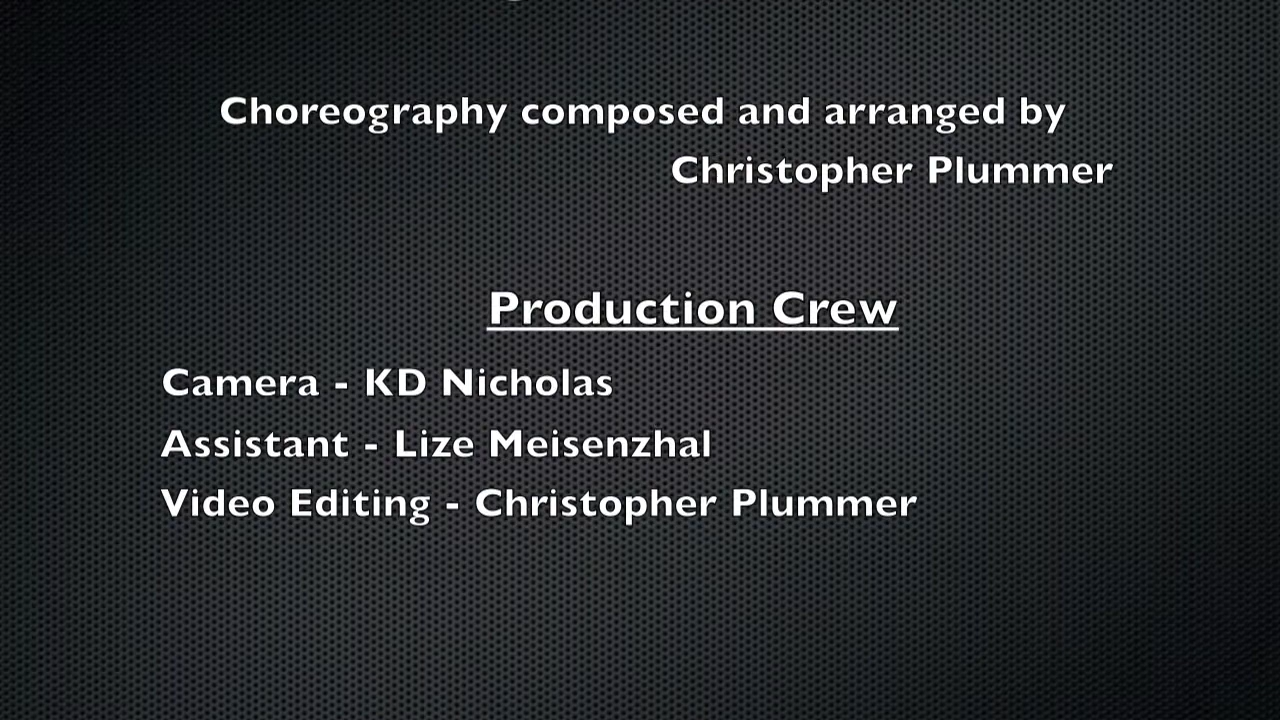 Choreography composed and arranged by
Christopher Plummer
Production Crew
Camera - KD Nicholas
Assistant - Lize Meisenzhal
Video Editing - Christopher Plummer